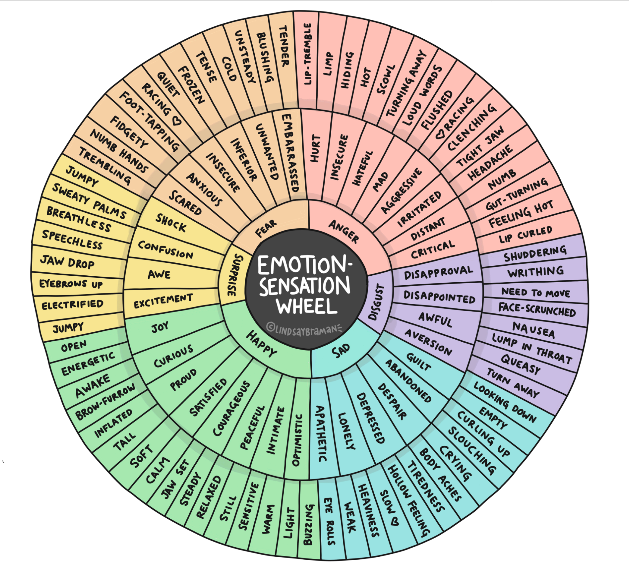 EMOTION-
SENSATION
WHEEL
©LINDSAYBRAMAN
FEAR
ANGER
DISGUST
SAD
HAPPY
SURPRISE
HURT
INSECURE
HATEFUL
MAD
AGGRESSIVE
IRRITATED
DISTANT
CRITICAL
DISAPPROVAL
DISAPPOINTED
AWFUL
AVERSION
GUILT
ABANDONED
DESPAIR
DEPRESSED
LONELY
APATHETIC
OPTIMISTIC
INTIMATE
PEACEFUL
COURAGEOUS
SATISFIED
PROUD
CURIOUS
JOY
EXCITEMENT
AWE
CONFUSION
SHOCK
SCARED
ANXIOUS
INSECURE
INFERIOR
UNWANTED
EMBARRASSED
LIP-TREMBLE
LIMP
HIDING
HOT
SCOWL
TURNING AWAY
LOUD WORDS
FLUSHED
♡ RACING
CLENCHING
TIGHT JAW
HEADACHE
NUMB
GUT-TURNING
FEELING HOT
LIP CURLED
SHUDDERING
WRITHING
NEED TO MOVE
FACE-SCRUNCHED
NAUSEA
LUMP IN THROAT
QUEASY
TURN AWAY
LOOKING DOWN
EMPTY
CURLING UP
SLOUCHING
CRYING
BODY ACHES
TIREDNESS
HOLLOW FEELING
SLOW ♡
HEAVINESS
WEAK
EYE ROLLS
BUZZING
LIGHT
WARM
SENSITIVE
STILL
RELAXED
STEADY
JAW SET
CALM
SOFT
TALL
INFLATED
BROW-FURROW
AWAKE
ENERGETIC
OPEN
JUMPY
ELECTRIFIED
EYEBROWS UP
JAW DROP
SPEECHLESS
BREATHLESS
SWEATY PALMS
JUMPY
TREMBLING
NUMB HANDS
FIDGETY
FOOT-TAPPING
RACING ♡
QUIET
FROZEN
TENSE
COLD
UNSTEADY
BLUSHING
TENDER